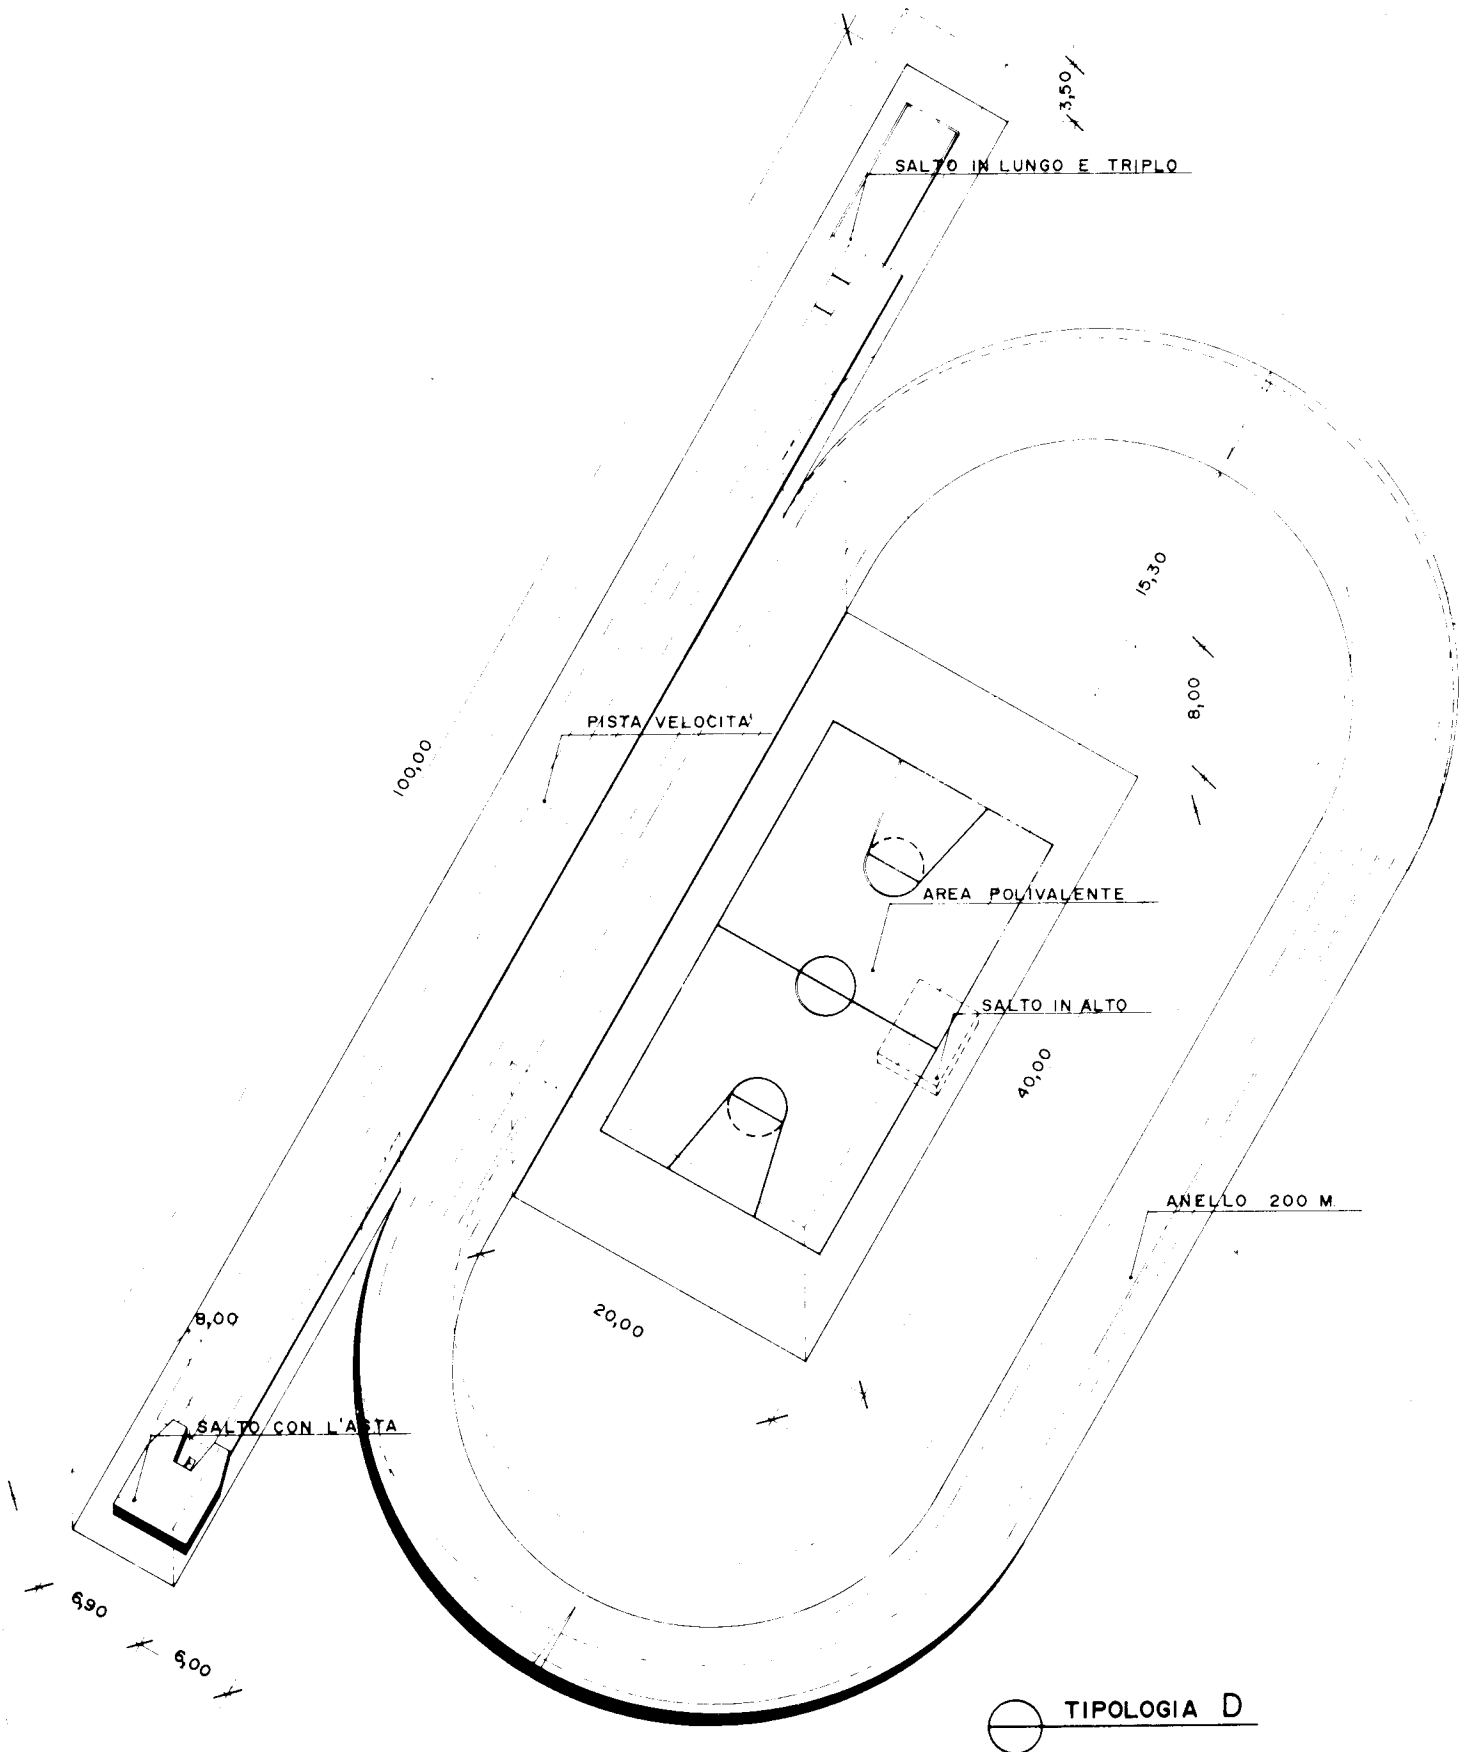 3,50
SALTO IN LUNGO E TRIPLO
15,30
8,00
PISTA VELOCITA'
100,00
AREA POLIVALENTE
SALTO IN ALTO
40,00
ANELLO 200 M.
8,00
20,00
SALTO CON L'ASTA
6,90
6,00
TIPOLOGIA D